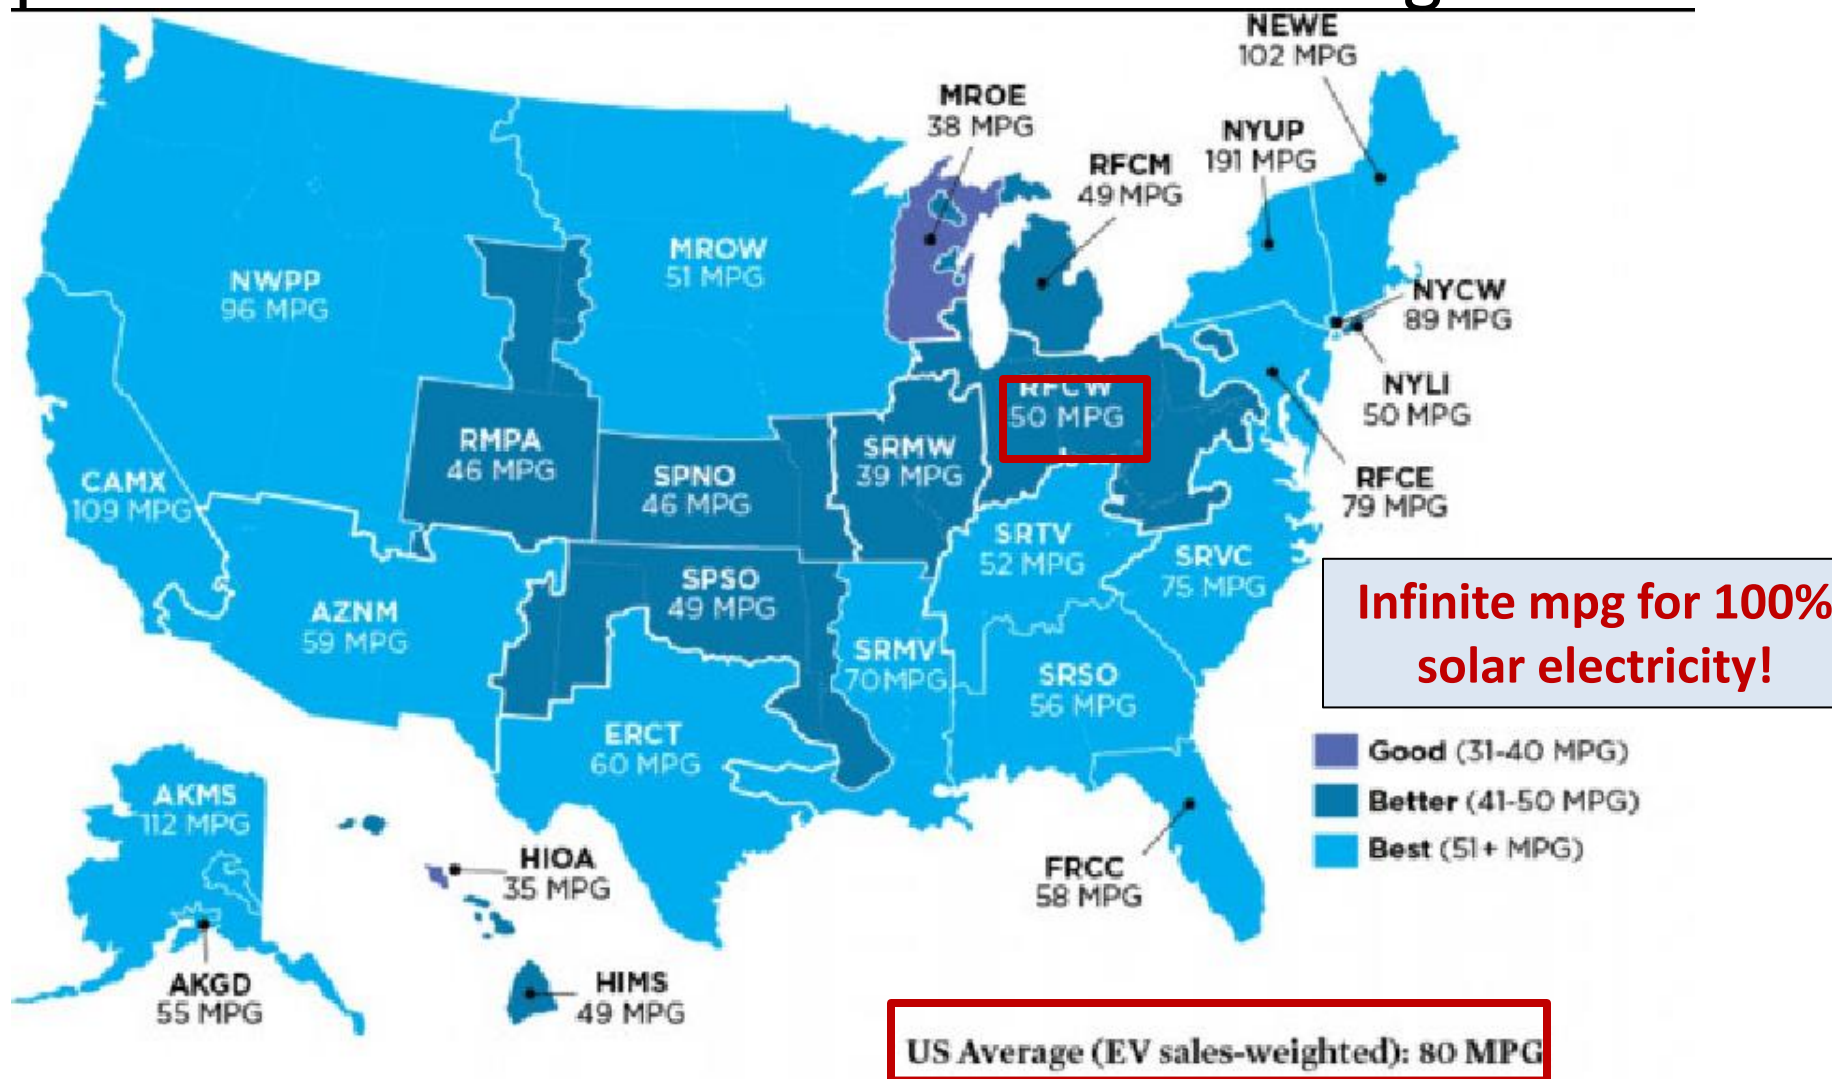 NEWE
102 MPG
MROE
38 MPG
NYUP
191 MPG
RFCM
49 MPG
MROW
51 MPG
NWPP
96 MPG
NYCW
89 MPG
NYLI
50 MPG
RFCW
50 MPG
RMPA
46 MPG
SPNO
46 MPG
SRMW
39 MPG
CAMX
109 MPG
RFCE
79 MPG
SRTV
52 MPG
SRVC
75 MPG
SPSO
49 MPG
AZNM
59 MPG
SRMV
70 MPG
SRSO
56 MPG
Infinite mpg for 100%
solar electricity!
ERCT
60 MPG
Good (31-40 MPG)
Better (41-50 MPG)
Best (51+ MPG)
AKMS
112 MPG
HIOA
35 MPG
FRCC
58 MPG
AKGD
55 MPG
HIMS
49 MPG
US Average (EV sales-weighted): 80 MPG